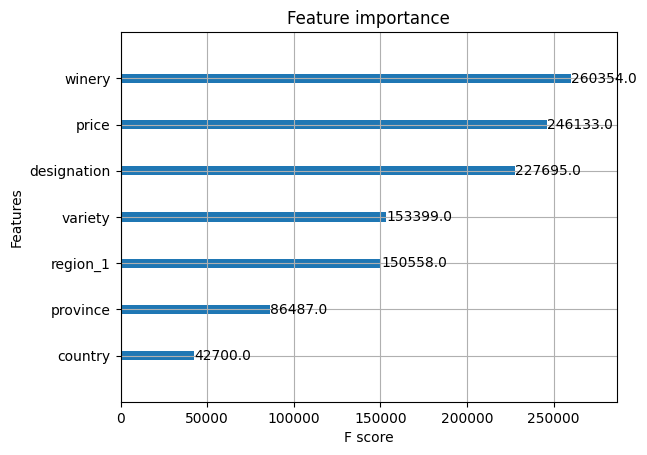 Feature importance
winery 260354.0
price 246133.0
designation 227695.0
variety 153399.0
region_1 150558.0
province 86487.0
country 42700.0
Features
0 50000 100000 150000 200000 250000
F score